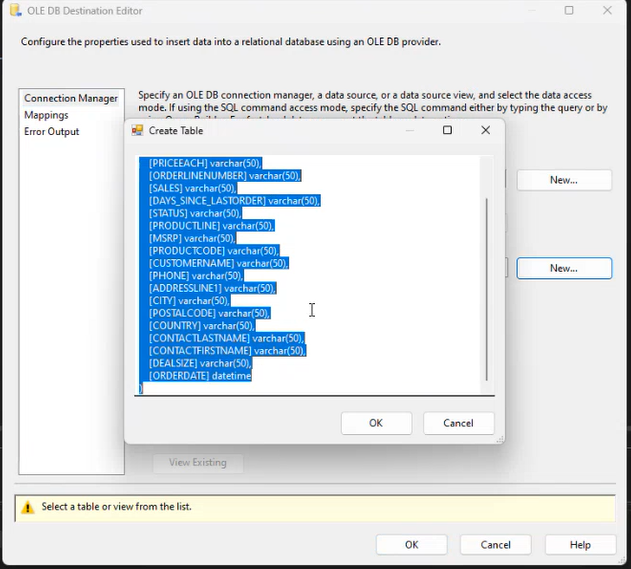 OLE DB Destination Editor
Configure the properties used to insert data into a relational database using an OLE DB provider.
Connection Manager
Mappings
Error Output
Specify an OLE DB connection manager, a data source, or a data source view, and select the data access
mode. If using the SQL command access mode, specify the SQL command either by typing the query or by
Create Table
[PRICEEACH] varchar(50),
[ORDERLINENUMBER] varchar(50),
[SALES] varchar(50),
[DAYS_SINCE_LASTORDER] varchar(50),
[STATUS] varchar(50),
[PRODUCTLINE] varchar(50),
[MSRP] varchar(50),
[PRODUCTCODE] varchar(50),
[CUSTOMERNAME] varchar(50),
[PHONE] varchar(50),
[ADDRESSLINE1] varchar(50),
[CITY] varchar(50),
[POSTALCODE] varchar(50),
[COUNTRY] varchar(50),
[CONTACTLASTNAME] varchar(50),
[CONTACTFIRSTNAME] varchar(50),
[DEALSIZE] varchar(50),
[ORDERDATE] datetime
)
OK
Cancel
New...
New...
View Existing
Select a table or view from the list.
OK
Cancel
Help